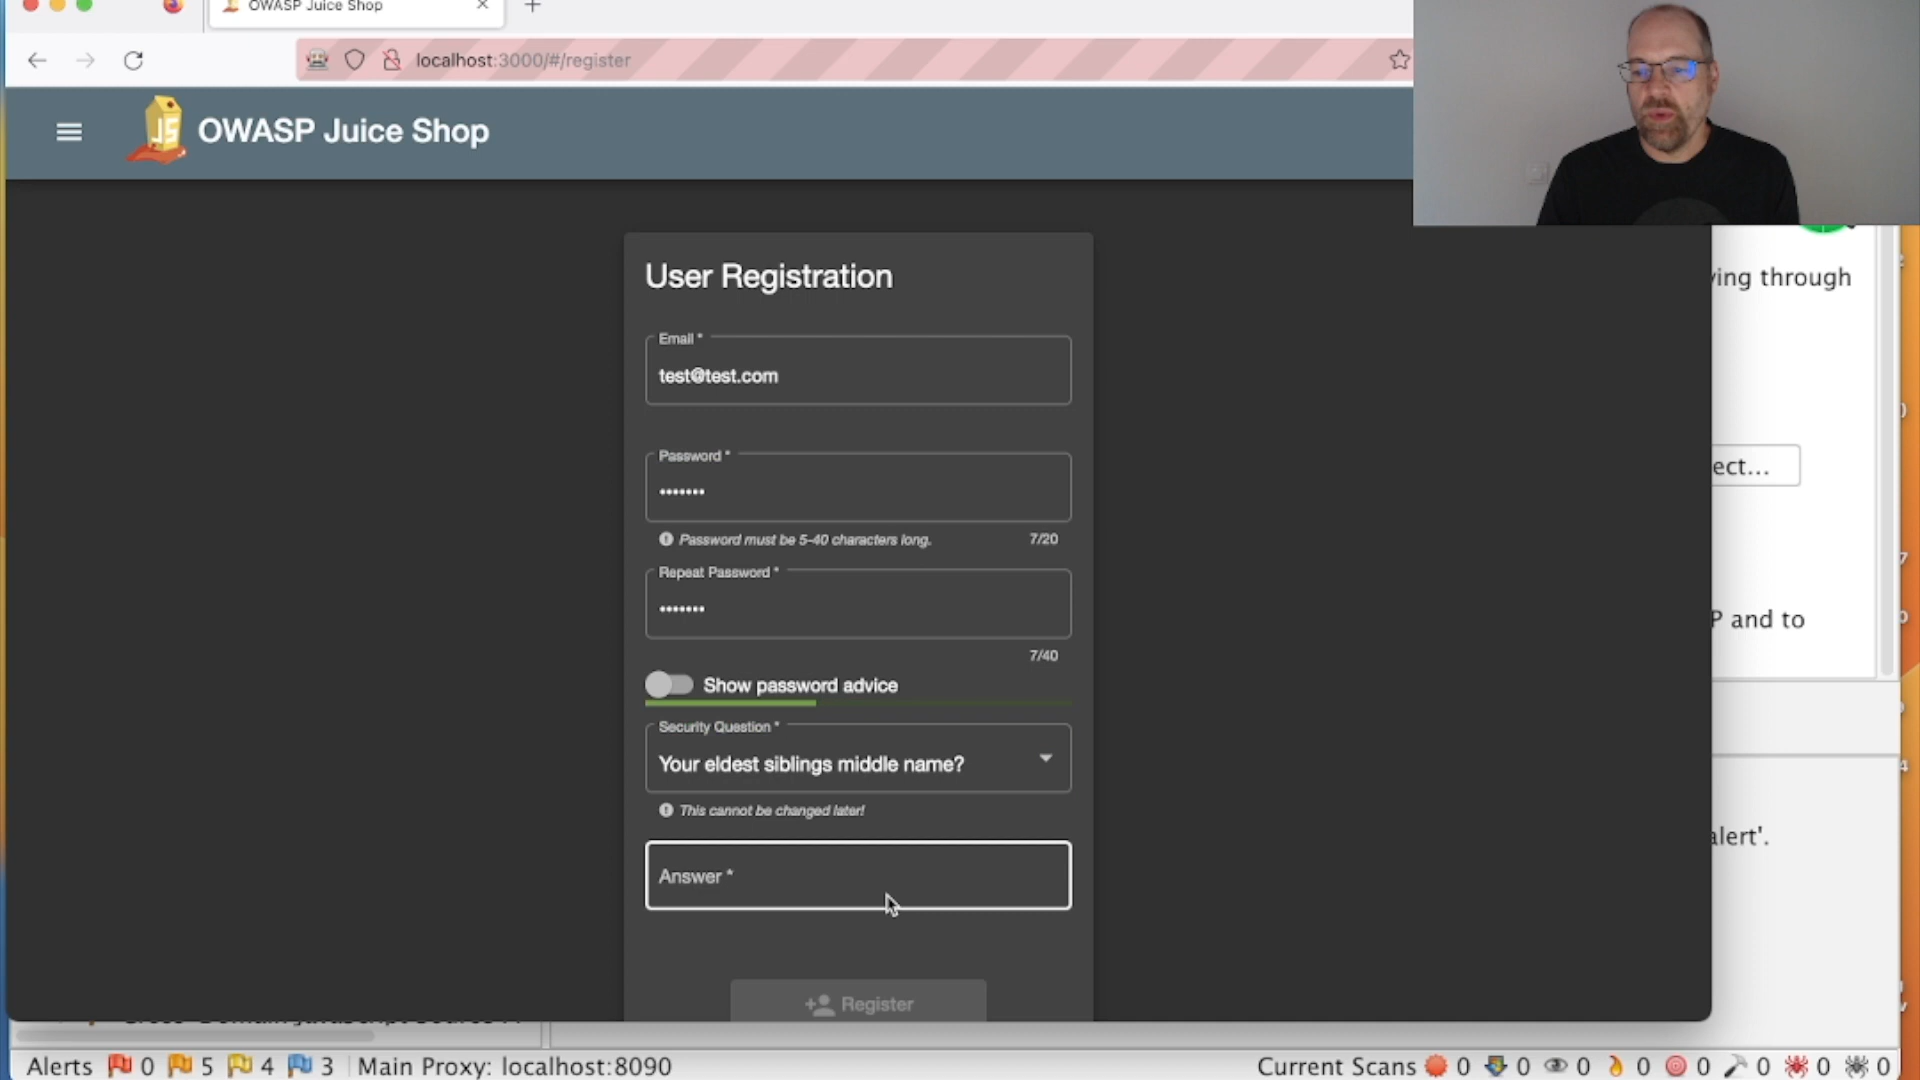 OWASP Juice Shop
localhost:3000/#/register
JS
OWASP Juice Shop
User Registration
Email *
test@test.com
Password *
•••••••
Password must be 5-40 characters long.
7/20
Repeat Password *
•••••••
7/40
Show password advice
Security Question *
Your eldest siblings middle name?
This cannot be changed later!
Answer *
Register
ying through
ect...
P and to
alert'.
Alerts 0 5 4 3 Main Proxy: localhost:8090
Current Scans 0 0 0 0 0 0 0 0